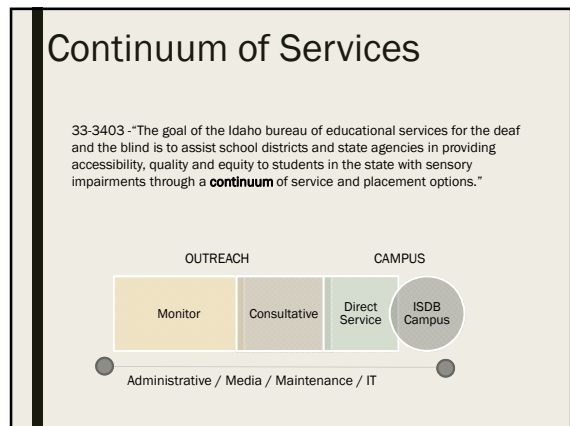 Continuum of Services
33-3403 -“The goal of the Idaho bureau of educational services for the deaf
and the blind is to assist school districts and state agencies in providing
accessibility, quality and equity to students in the state with sensory
impairments through a continuum of service and placement options.”
OUTREACH CAMPUS
Monitor
Consultative
Direct
Service
ISDB
Campus
Administrative / Media / Maintenance / IT